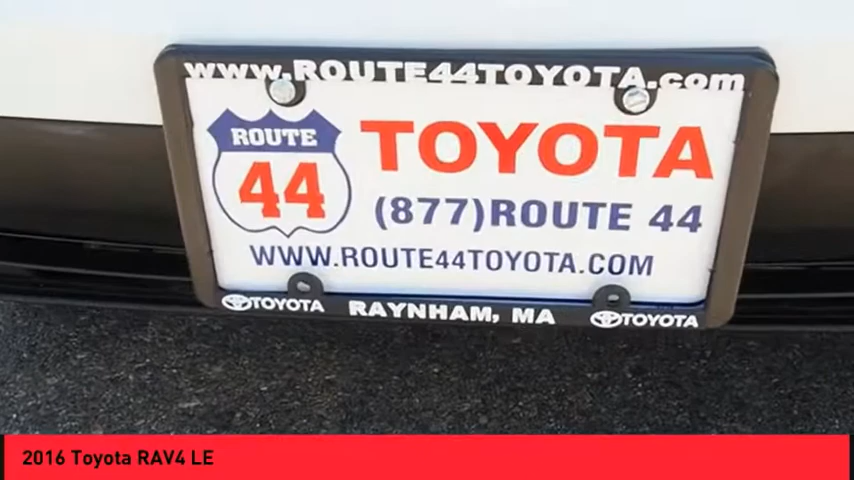 www.ROUTE44TOYOTA.com
ROUTE
44
TOYOTA
(877)ROUTE 44
WWW.ROUTE44TOYOTA.COM
TOYOTA RAYNHAM, MA TOYOTA
2016 Toyota RAV4 LE